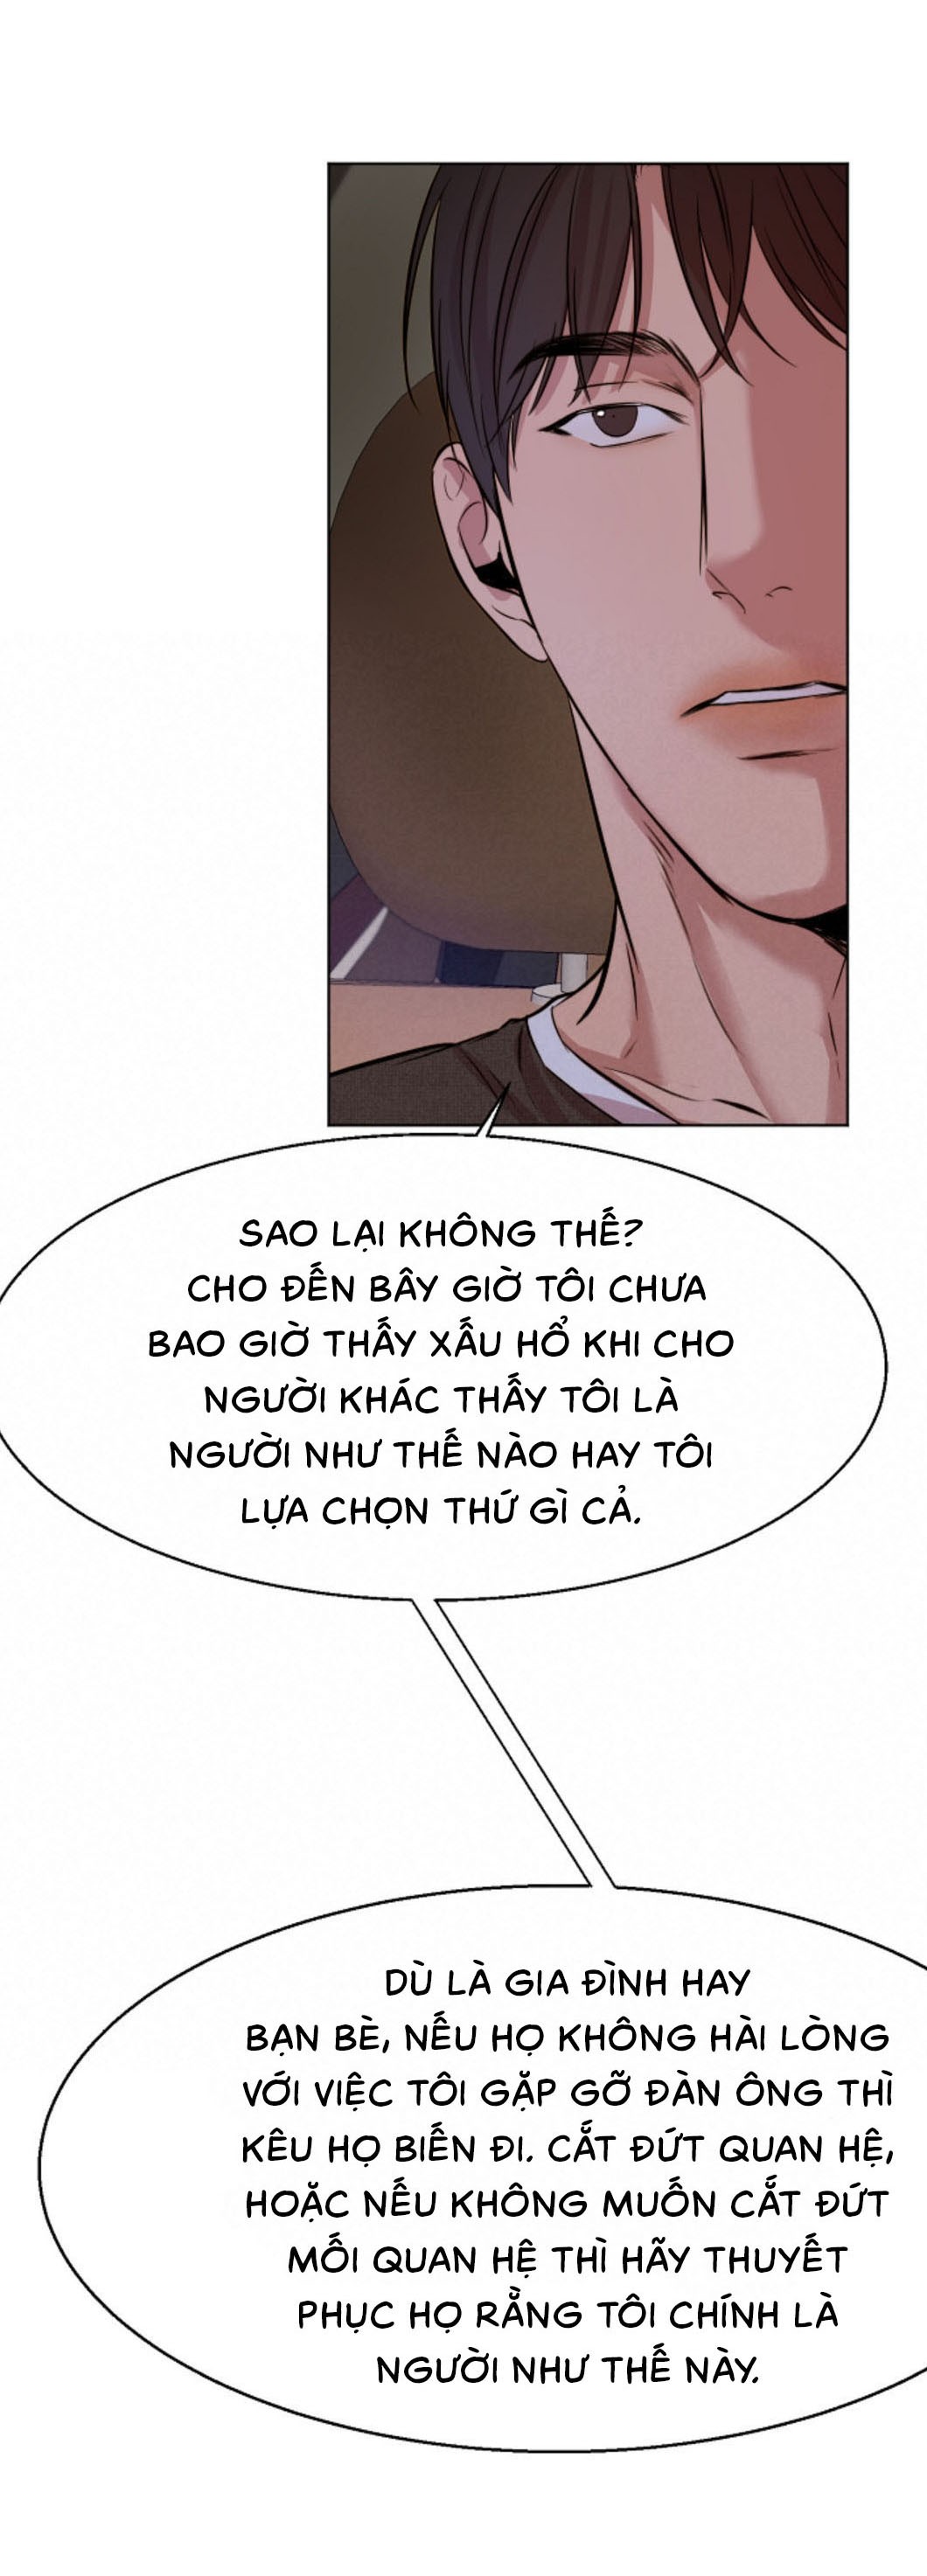 SAO LẠI KHÔNG THẾ?
CHO ĐẾN BÂY GIỜ TÔI CHƯA
BAO GIỜ THẤY XẤU HỔ KHI CHO
NGƯỜI KHÁC THẤY TÔI LÀ
NGƯỜI NHƯ THẾ NÀO HAY TÔI
LỰA CHỌN THỨ GÌ CẢ.
DÙ LÀ GIA ĐÌNH HAY
BẠN BÈ, NẾU HỌ KHÔNG HÀI LÒNG
VỚI VIỆC TÔI GẶP GỠ ĐÀN ÔNG THÌ
KÊU HỌ BIẾN ĐI. CẮT ĐỨT QUAN HỆ,
HOẶC NẾU KHÔNG MUỐN CẮT ĐỨT
MỐI QUAN HỆ THÌ HÃY THUYẾT
PHỤC HỌ RẰNG TÔI CHÍNH LÀ
NGƯỜI NHƯ THẾ NÀY.